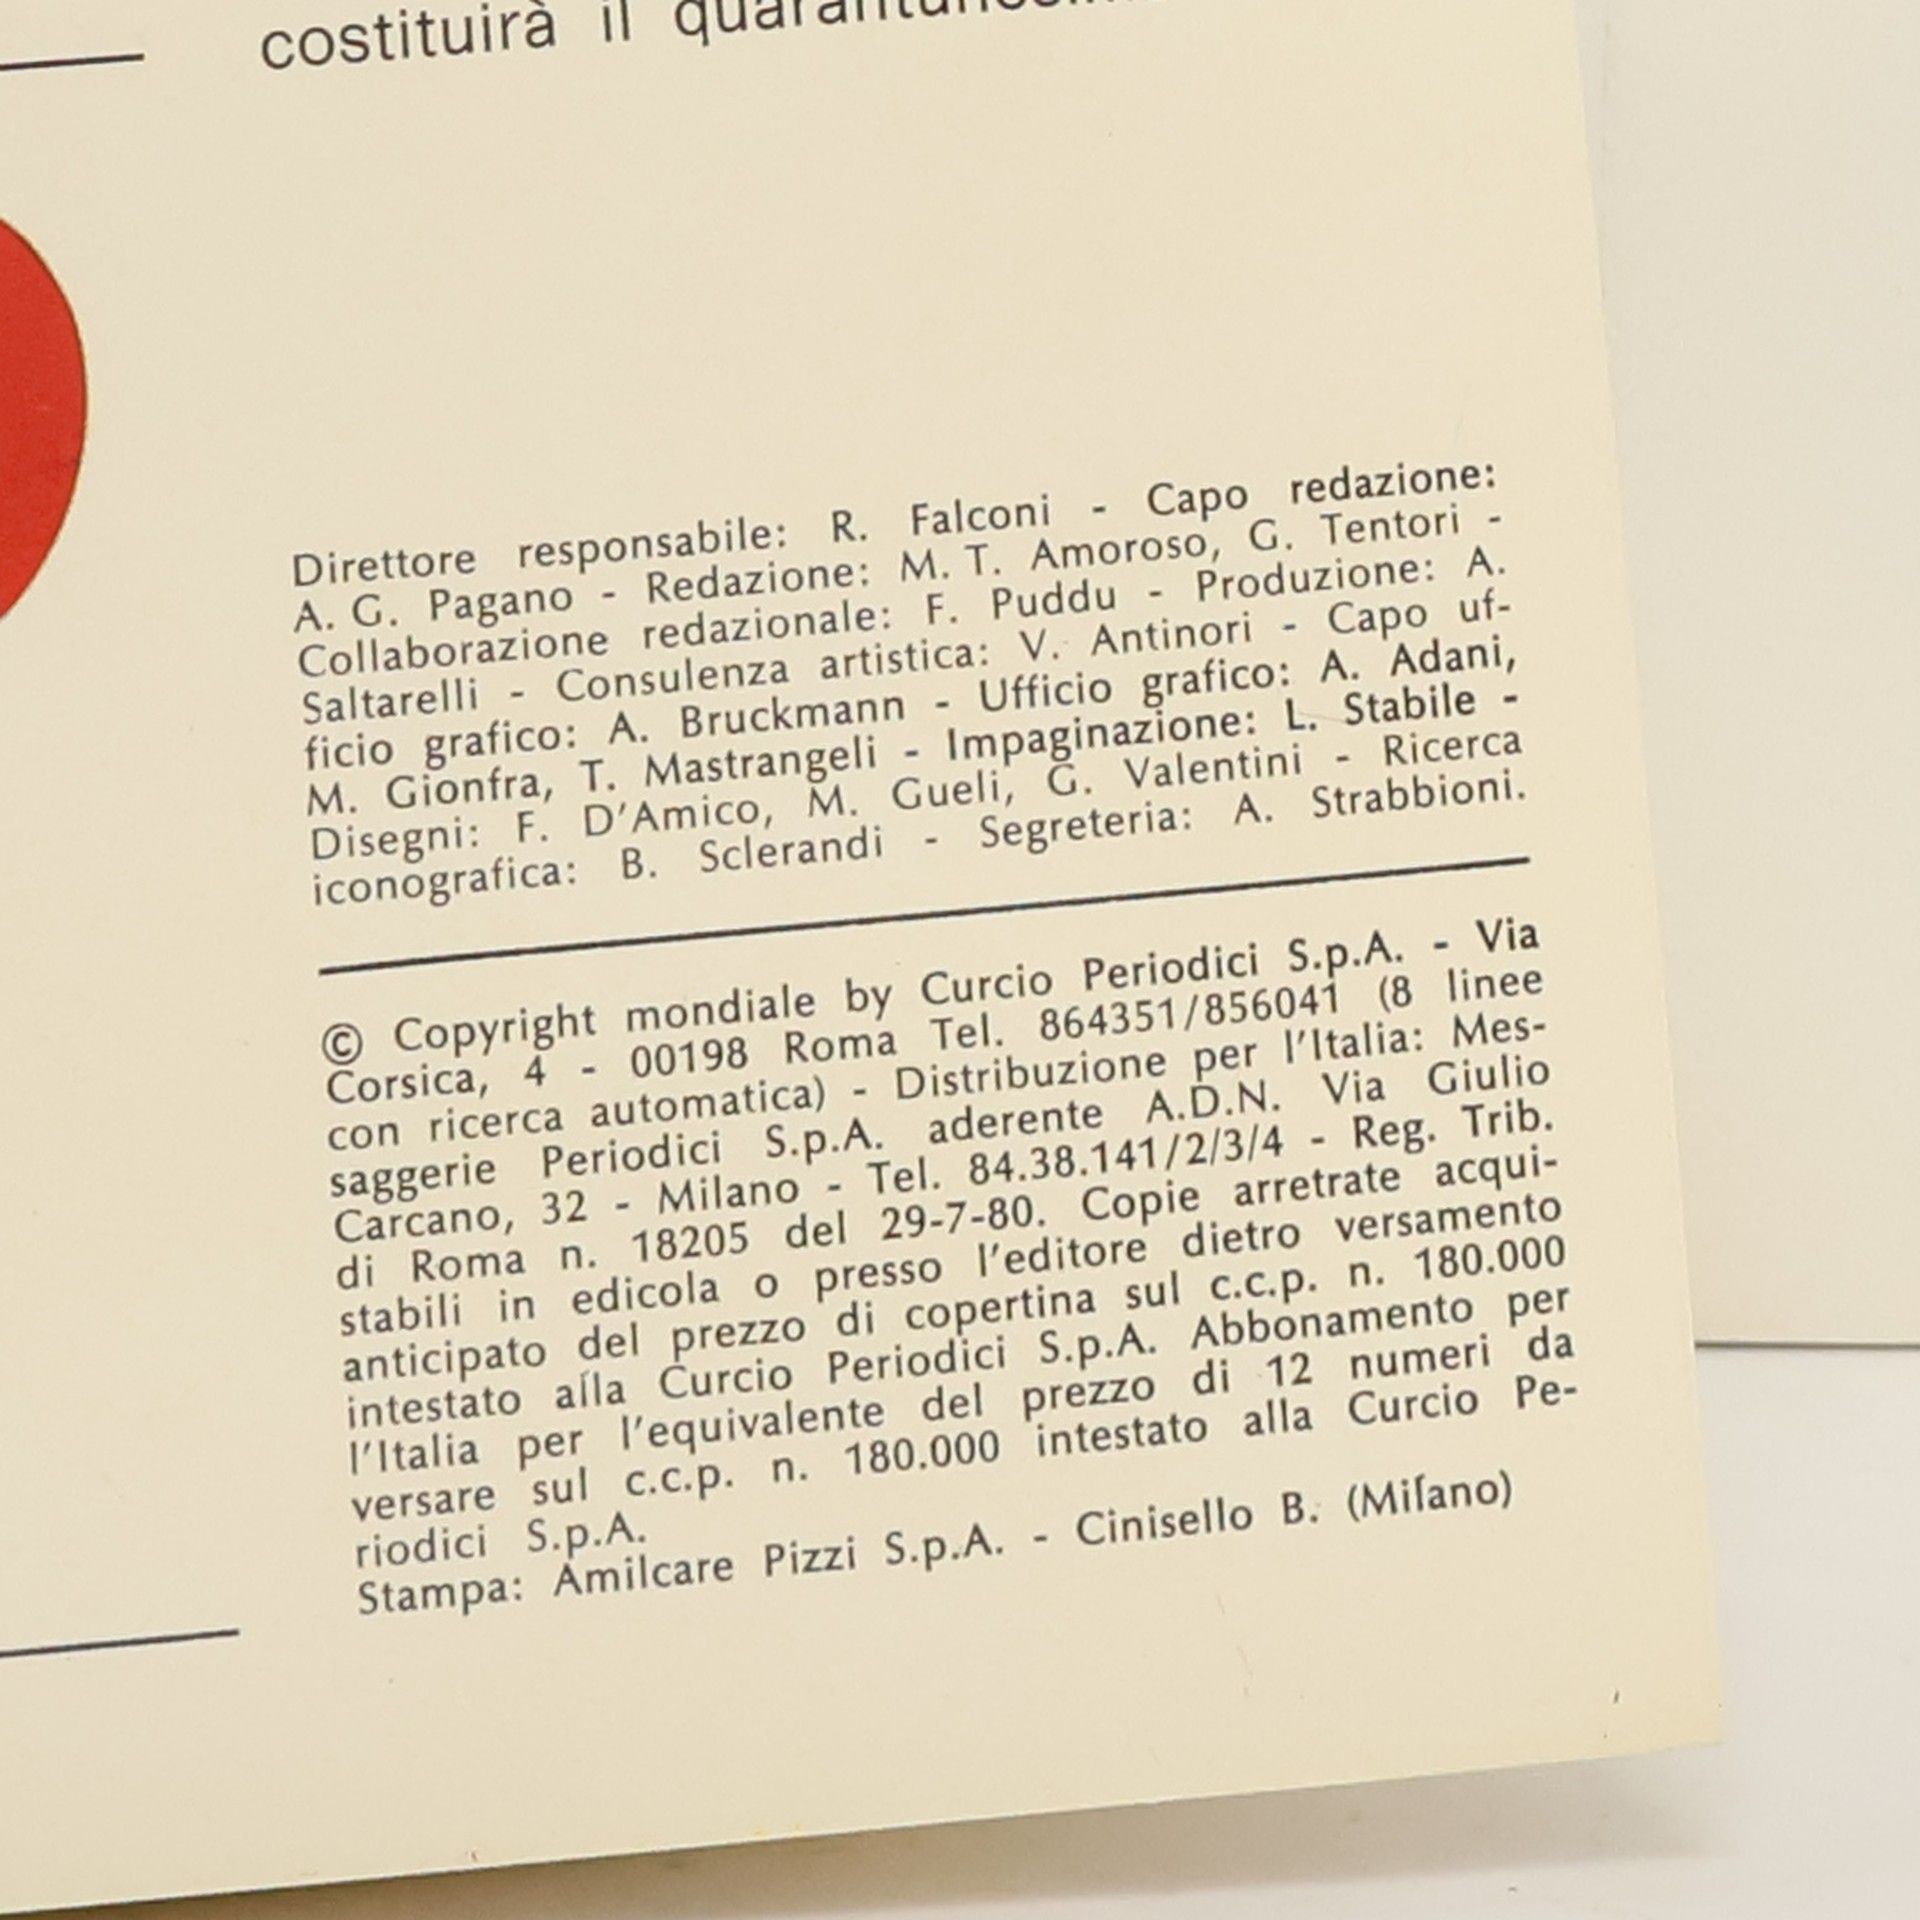 costituirà il
Direttore responsabile: R. Falconi - Capo redazione:
A. G. Pagano - Redazione: M. T. Amoroso, G. Tentori -
Collaborazione redazionale: F. Puddu - Produzione: A.
Saltarelli - Consulenza artistica: V. Antinori - Capo uf-
ficio grafico: A. Bruckmann - Ufficio grafico: A. Adani,
M. Gionfra, T. Mastrangeli - Impaginazione: L. Stabile -
Disegni: F. D'Amico, M. Gueli, G. Valentini - Ricerca
iconografica: B. Sclerandi - Segreteria: A. Strabbioni.
© Copyright mondiale by Curcio Periodici S.p.A. - Via
Corsica, 4 - 00198 Roma Tel. 864351/856041 (8 linee
con ricerca automatica) - Distribuzione per l'Italia: Mes-
saggerie Periodici S.p.A. aderente A.D.N. Via Giulio
Carcano, 32 - Milano - Tel. 84.38.141/2/3/4 - Reg. Trib.
di Roma n. 18205 del 29-7-80. Copie arretrate acqui-
stabili in edicola o presso l'editore dietro versamento
anticipato del prezzo di copertina sul c.c.p. n. 180.000
intestato alla Curcio Periodici S.p.A. Abbonamento per
l'Italia per l'equivalente del prezzo di 12 numeri da
versare sul c.c.p. n. 180.000 intestato alla Curcio Pe-
riodici S.p.A.
Stampa: Amilcare Pizzi S.p.A. - Cinisello B. (Milano)